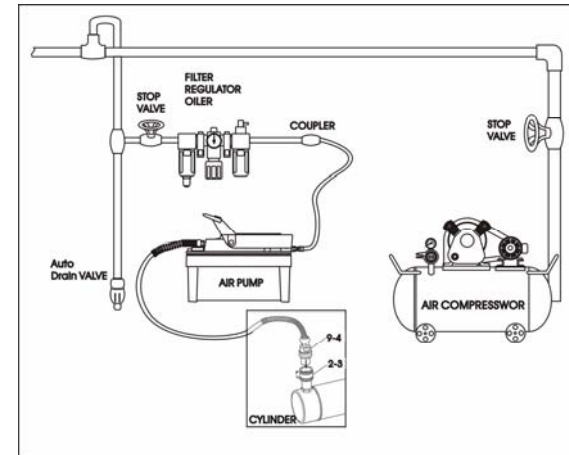 FILTER
REGULATOR
OILER
STOP
VALVE
COUPLER
STOP
VALVE
Auto
Drain VALVE
AIR PUMP
AIR COMPRESSWOR
9-4
2-3
CYLINDER